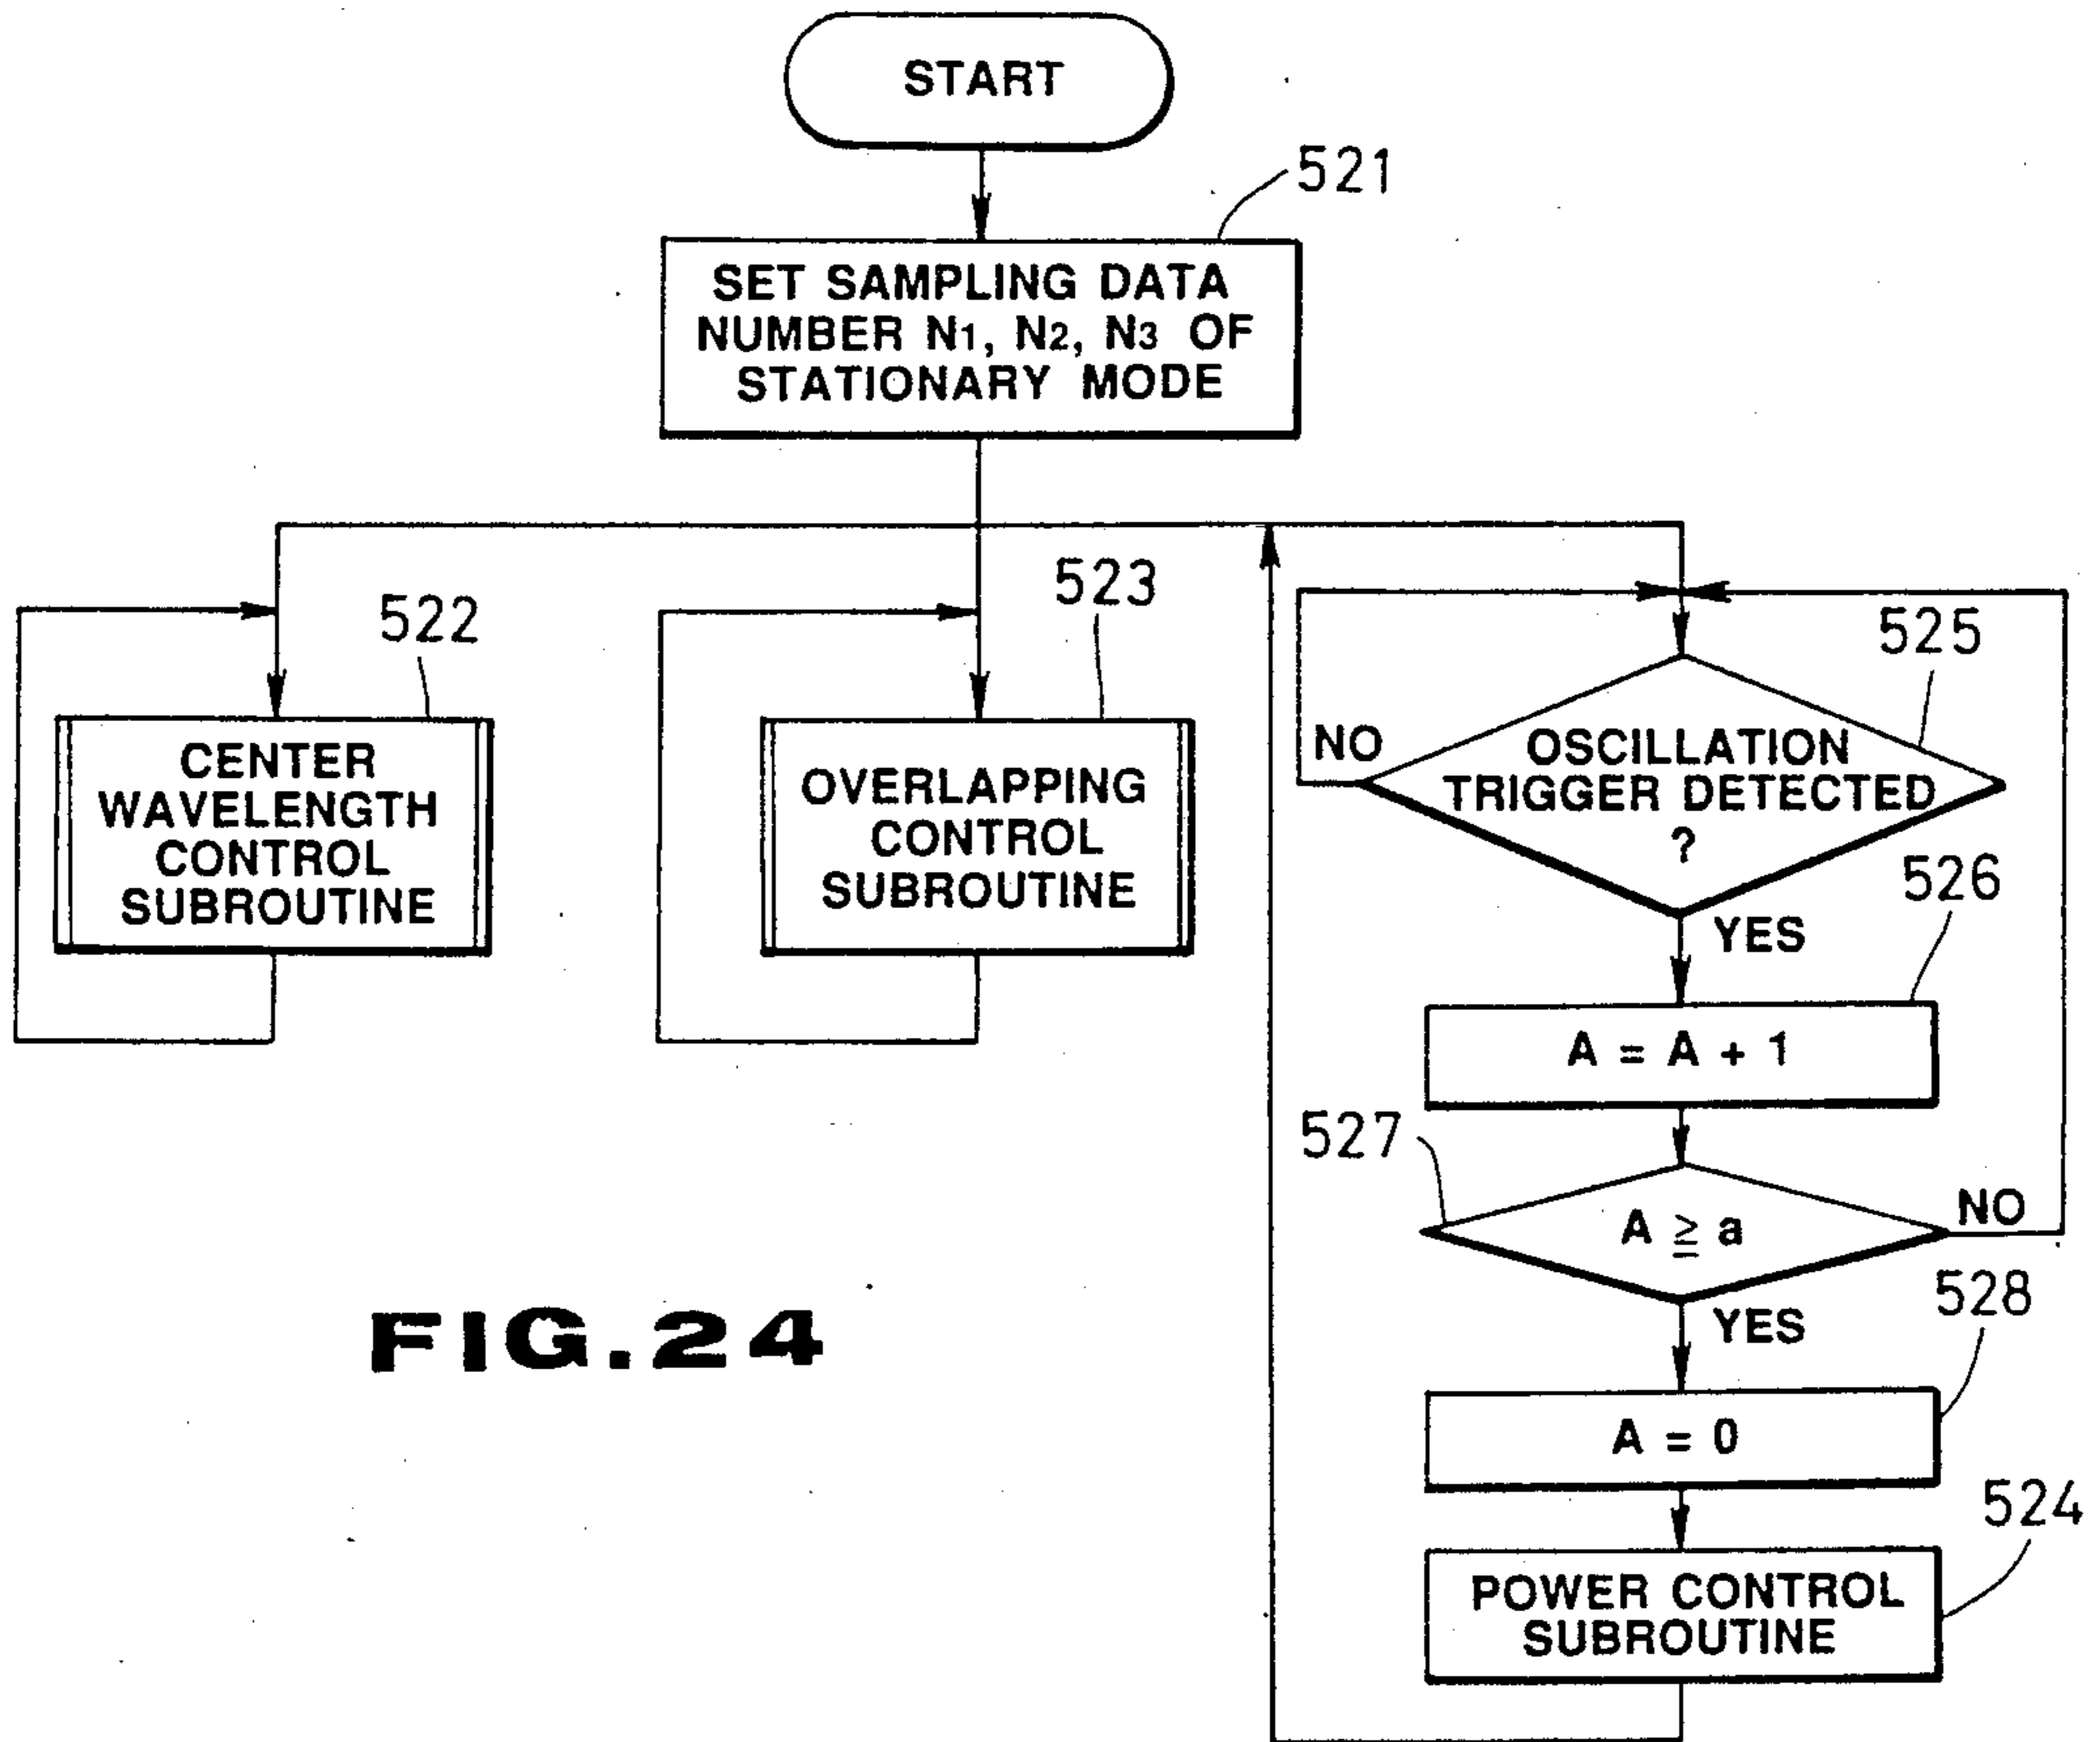 START
521
SET SAMPLING DATA
NUMBER N1, N2, N3 OF
STATIONARY MODE
522
CENTER
WAVELENGTH
CONTROL
SUBROUTINE
523
OVERLAPPING
CONTROL
SUBROUTINE
525
NO
OSCILLATION
TRIGGER DETECTED
?
YES
526
A = A + 1
527
A ≧ a
NO
YES
528
A = 0
524
POWER CONTROL
SUBROUTINE
FIG.24